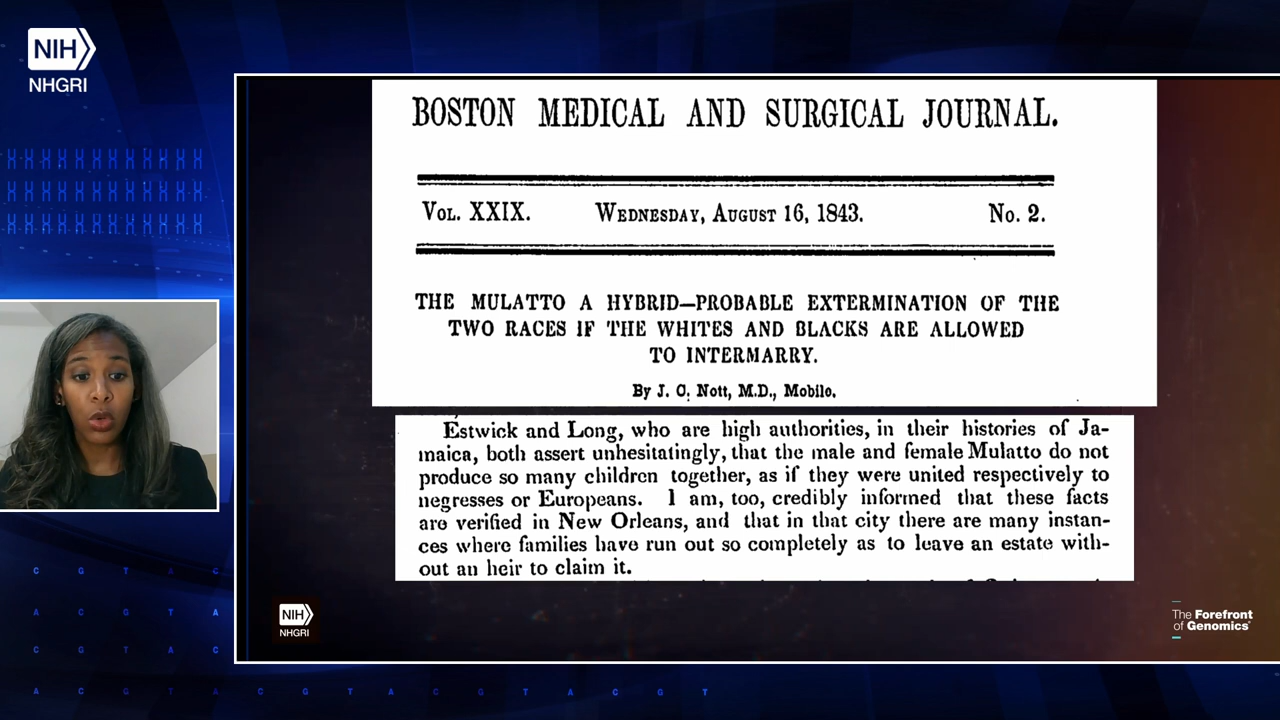 NIH
NHGRI
BOSTON MEDICAL AND SURGICAL JOURNAL.
VOL. XXIX. WEDNESDAY, AUGUST 16, 1843. No. 2.
THE MULATTO A HYBRID—PROBABLE EXTERMINATION OF THE
TWO RACES IF THE WHITES AND BLACKS ARE ALLOWED
TO INTERMARRY.
By J. C. Nott, M.D., Mobile.
Estwick and Long, who are high authorities, in their histories of Ja-
maica, both assert unhesitatingly, that the male and female Mulatto do not
produce so many children together, as if they were united respectively to
negresses or Europeans. I am, too, credibly informed that these facts
are verified in New Orleans, and that in that city there are many instan-
ces where families have run out so completely as to leave an estate with-
out an heir to claim it.
NIH
NHGRI
The Forefront
of Genomics
C G T A C
A C G T A
C G T A C
A C G T A C G T A C G T A C G T